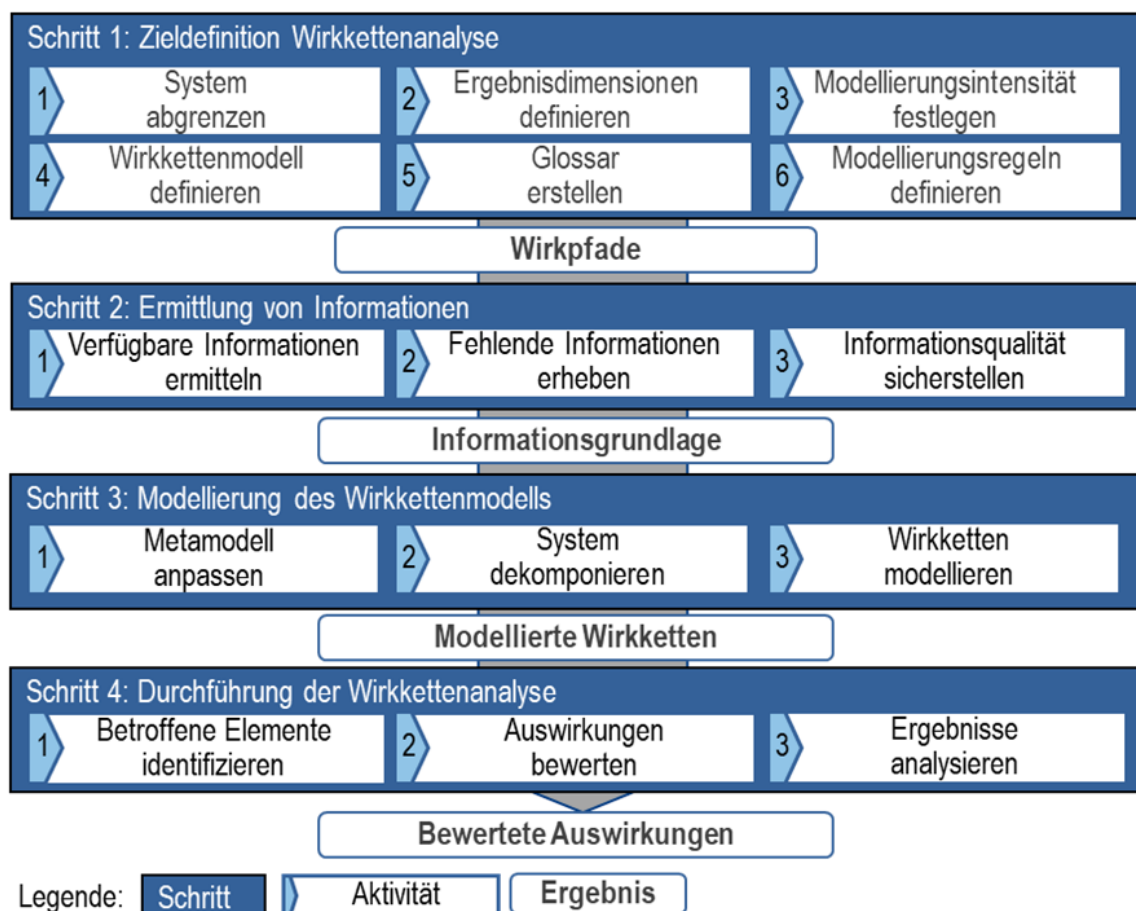 Schritt 1: Zieldefinition Wirkkettenanalyse
1 System abgrenzen
2 Ergebnisdimensionen definieren
3 Modellierungsintensität festlegen
4 Wirkkettenmodell definieren
5 Glossar erstellen
6 Modellierungsregeln definieren
Wirkpfade
Schritt 2: Ermittlung von Informationen
1 Verfügbare Informationen ermitteln
2 Fehlende Informationen erheben
3 Informationsqualität sicherstellen
Informationsgrundlage
Schritt 3: Modellierung des Wirkkettenmodells
1 Metamodell anpassen
2 System dekomponieren
3 Wirkketten modellieren
Modellierte Wirkketten
Schritt 4: Durchführung der Wirkkettenanalyse
1 Betroffene Elemente identifizieren
2 Auswirkungen bewerten
3 Ergebnisse analysieren
Bewertete Auswirkungen
Legende: Schritt Aktivität Ergebnis